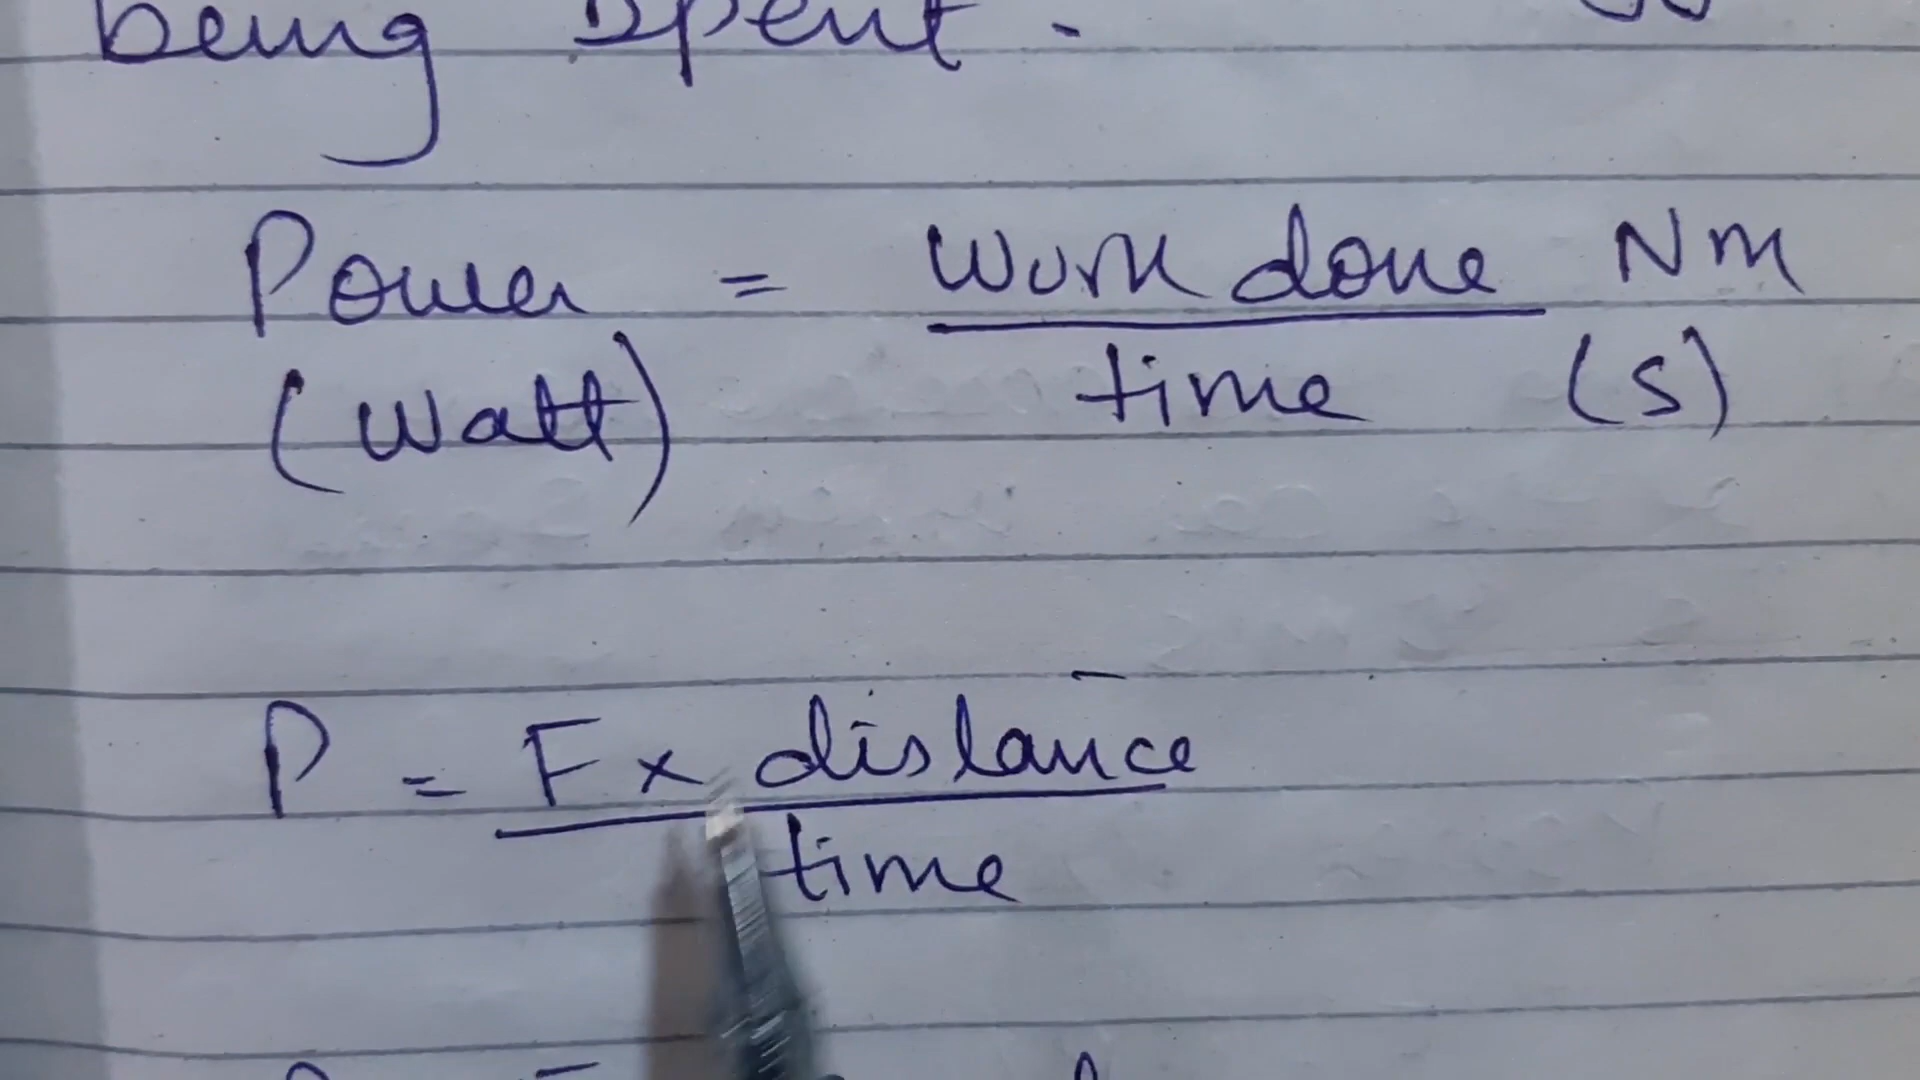 being spent.
Power = Work done Nm
(Watt) time (s)
P = F x distance
time